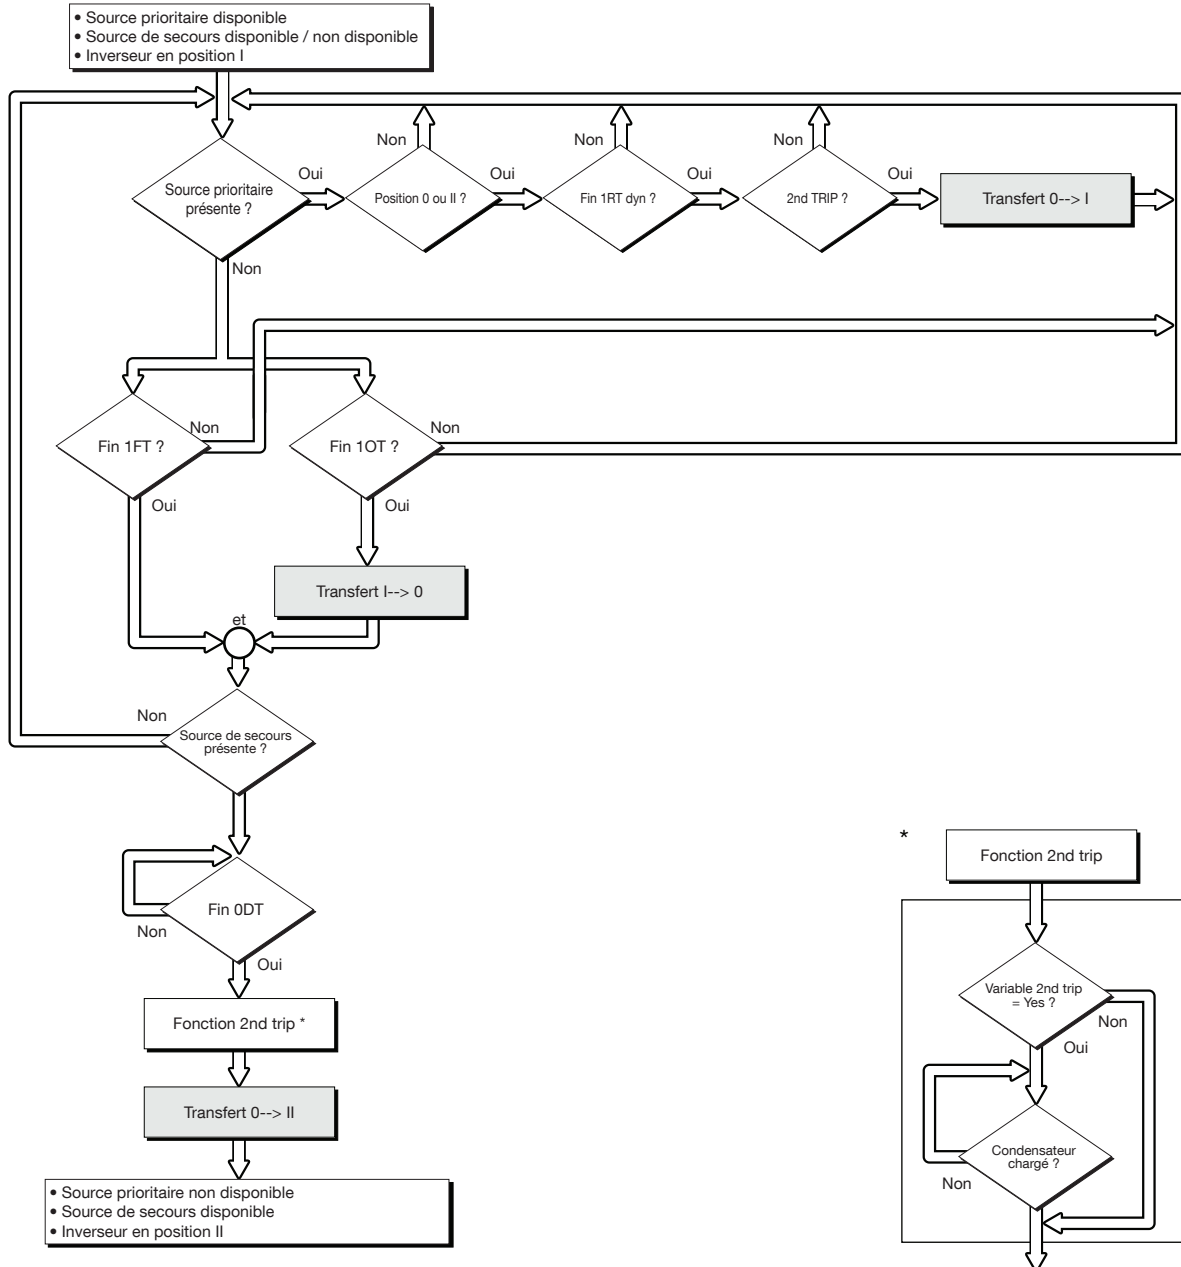 • Source prioritaire disponible
• Source de secours disponible / non disponible
• Inverseur en position I
Non
Non
Non
Oui
Oui
Oui
Oui
Source prioritaire
présente ?
Position 0 ou II ?
Fin 1RT dyn ?
2nd TRIP ?
Transfert 0--> I
Non
Non
Non
Fin 1FT ?
Fin 1OT ?
Oui
Oui
Transfert I--> 0
et
Non
Source de secours
présente ?
Fin 0DT
Non
Oui
Fonction 2nd trip *
Transfert 0--> II
• Source prioritaire non disponible
• Source de secours disponible
• Inverseur en position II
*
Fonction 2nd trip
Variable 2nd trip
= Yes ?
Non
Oui
Condensateur
chargé ?
Non